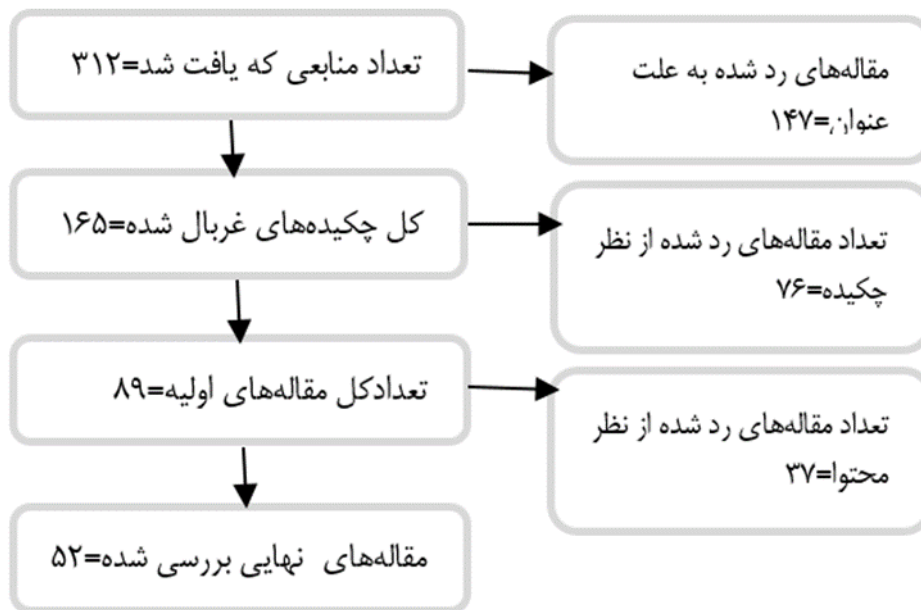 تعداد منابعی که یافت شد=۳۱۲
مقاله‌های رد شده به علت
عنوان=۱۴۷
کل چکیده‌های غربال شده=۱۶۵
تعداد مقاله‌های رد شده از نظر
چکیده=۷۶
تعدادکل مقاله‌های اولیه=۸۹
تعداد مقاله‌های رد شده از نظر
محتوا=۳۷
مقاله‌های نهایی بررسی شده=۵۲